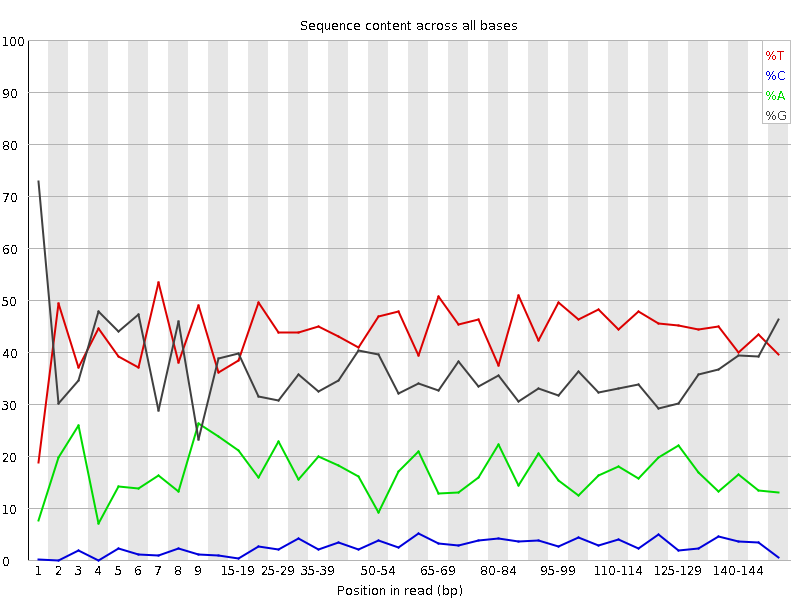 Sequence content across all bases
100
90
80
70
60
50
40
30
20
10
0
%T
%C
%A
%G
1 2 3 4 5 6 7 8 9 15-19 25-29 35-39 50-54 65-69 80-84 95-99 110-114 125-129 140-144
Position in read (bp)